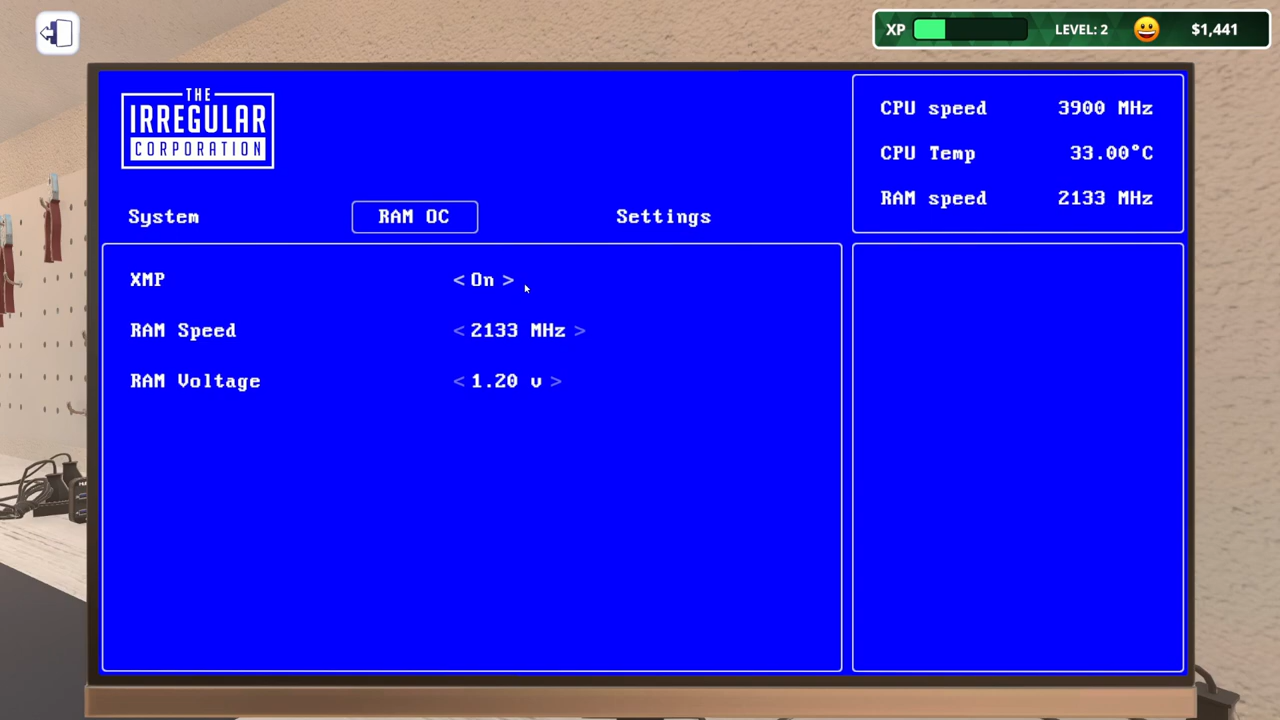 XP
LEVEL: 2
$1,441
THE
IRREGULAR
CORPORATION
CPU speed 3900 MHz
CPU Temp 33.00°C
RAM speed 2133 MHz
System RAM OC Settings
XMP < On >
RAM Speed < 2133 MHz >
RAM Voltage < 1.20 v >